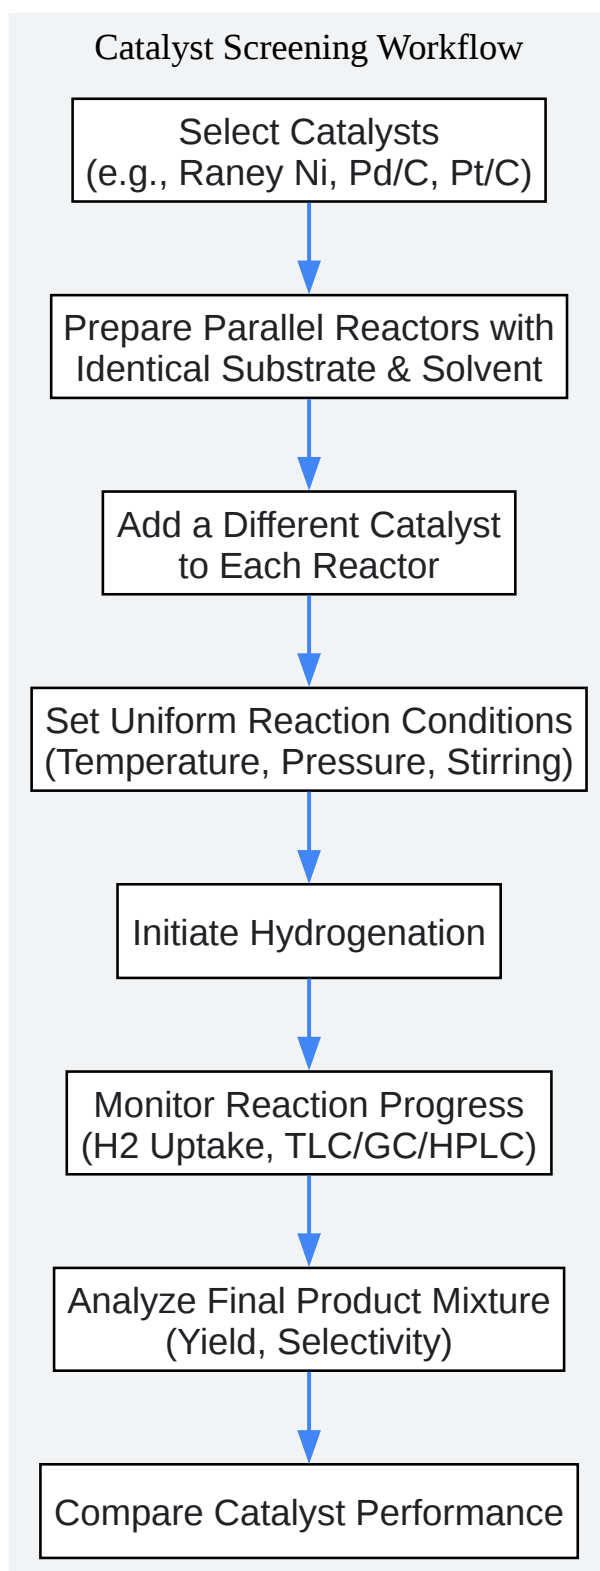 Catalyst Screening Workflow
Select Catalysts
(e.g., Raney Ni, Pd/C, Pt/C)
Prepare Parallel Reactors with
Identical Substrate & Solvent
Add a Different Catalyst
to Each Reactor
Set Uniform Reaction Conditions
(Temperature, Pressure, Stirring)
Initiate Hydrogenation
Monitor Reaction Progress
(H2 Uptake, TLC/GC/HPLC)
Analyze Final Product Mixture
(Yield, Selectivity)
Compare Catalyst Performance